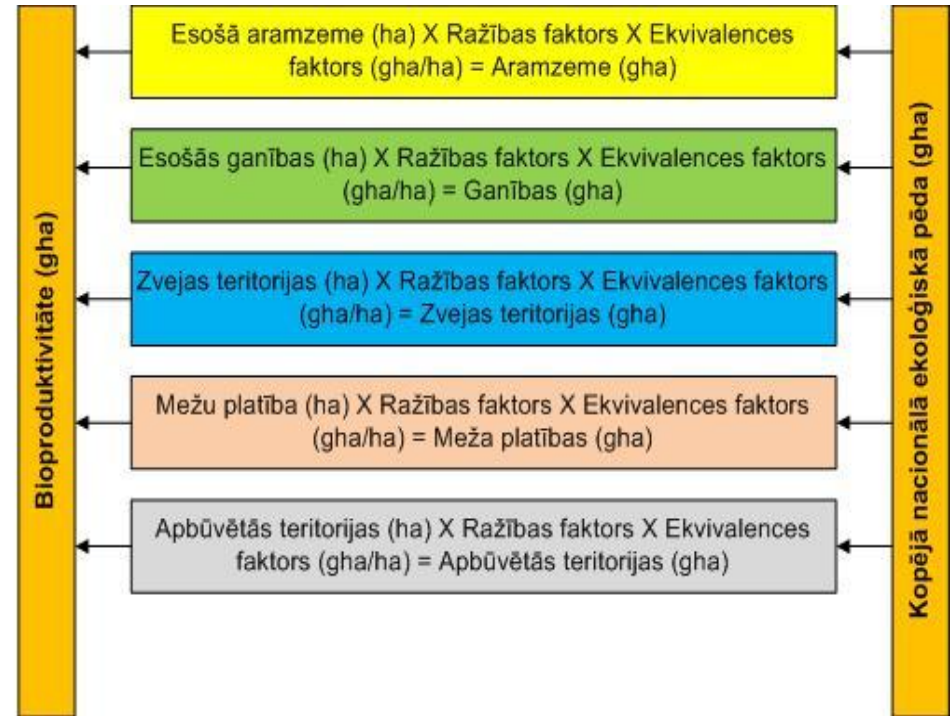 Bioproduktivitāte (gha)
Esošā aramzeme (ha) X Ražības faktors X Ekvivalences
faktors (gha/ha) = Aramzeme (gha)
Esošās ganības (ha) X Ražības faktors X Ekvivalences faktors
(gha/ha) = Ganības (gha)
Zvejas teritorijas (ha) X Ražības faktors X Ekvivalences faktors
(gha/ha) = Zvejas teritorijas (gha)
Mežu platība (ha) X Ražības faktors X Ekvivalences faktors
(gha/ha) = Meža platības (gha)
Apbūvētās teritorijas (ha) X Ražības faktors X Ekvivalences
faktors (gha/ha) = Apbūvētās teritorijas (gha)
Kopējā nacionālā ekoloģiskā pēda (gha)